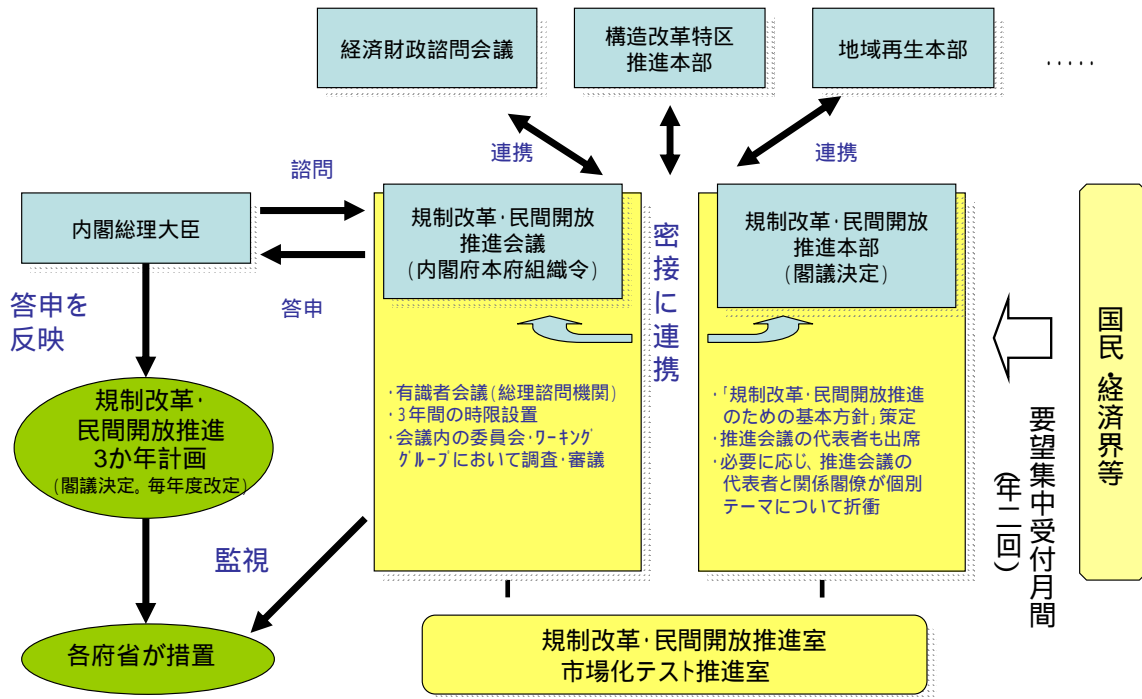 経済財政諮問会議
構造改革特区
推進本部
地域再生本部
.....
連携
連携
諮問
内閣総理大臣
答申
規制改革・民間開放
推進会議
(内閣府本府組織令)
密接に連携
規制改革・民間開放
推進本部
(閣議決定)
答申を
反映
・有識者会議(総理諮問機関)
・3年間の時限設置
・会議内の委員会・ワーキング
グループにおいて調査・審議
・「規制改革・民間開放推進
のための基本方針」策定
・推進会議の代表者も出席
・必要に応じ、推進会議の
代表者と関係閣僚が個別
テーマについて折衝
国民・経済界等
要望集中受付月間
(年二回)
規制改革・
民間開放推進
3か年計画
(閣議決定。毎年度改定)
監視
各府省が措置
規制改革・民間開放推進室
市場化テスト推進室